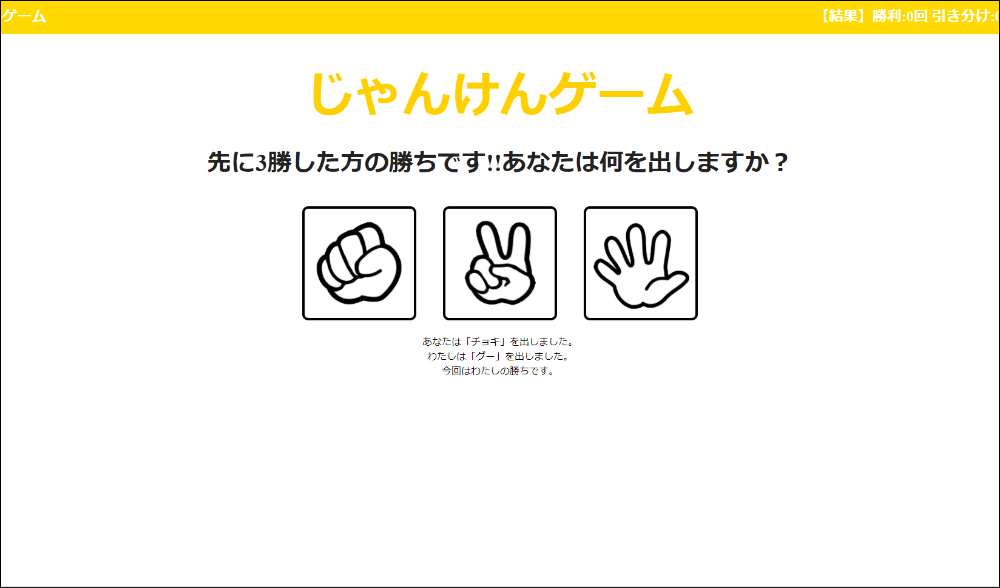 ゲーム
【結果】勝利:0回 引き分け:
じゃんけんゲーム
先に3勝した方の勝ちです!!あなたは何を出しますか？
あなたは「チョキ」を出しました。
わたしは「グー」を出しました。
今回はわたしの勝ちです。